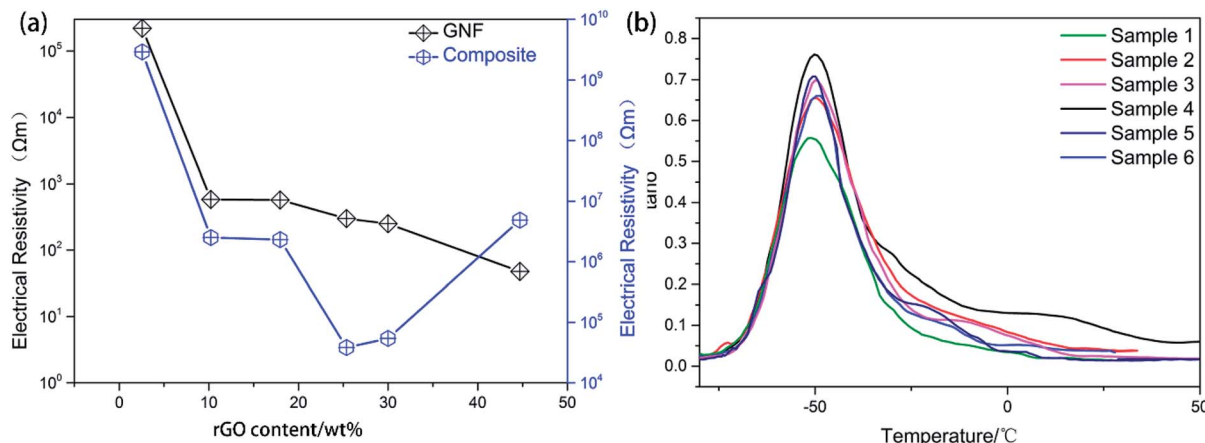 (a)
GNF
Composite
Electrical Resistivity (Ωm)
10^5
10^4
10^3
10^2
10^1
10^0
0 10 20 30 40 50
rGO content/wt%
10^10
10^9
10^8
10^7
10^6
10^5
10^4
Electrical Resistivity (Ωm)
(b)
Sample 1
Sample 2
Sample 3
Sample 4
Sample 5
Sample 6
0.8
0.7
0.6
0.5
0.4
0.3
0.2
0.1
0.0
-50 0 50
Temperature/℃